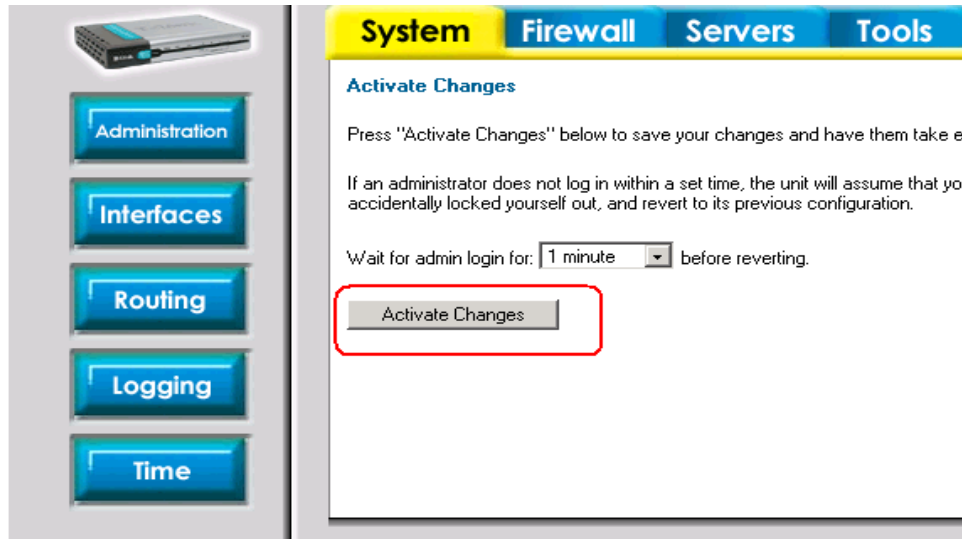 System Firewall Servers Tools
Administration
Interfaces
Routing
Logging
Time
Activate Changes
Press "Activate Changes" below to save your changes and have them take e
If an administrator does not log in within a set time, the unit will assume that yo
accidentally locked yourself out, and revert to its previous configuration.
Wait for admin login for: 1 minute before reverting.
Activate Changes